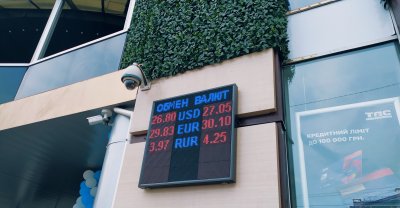 ОБМЕН ВАЛЮТ
26.80 USD 27.05
29.83 EUR 30.10
3.97 RUR 4.25
ТАС
КРЕДИТНИЙ ЛІМІТ
ДО 100 000 ГРН.